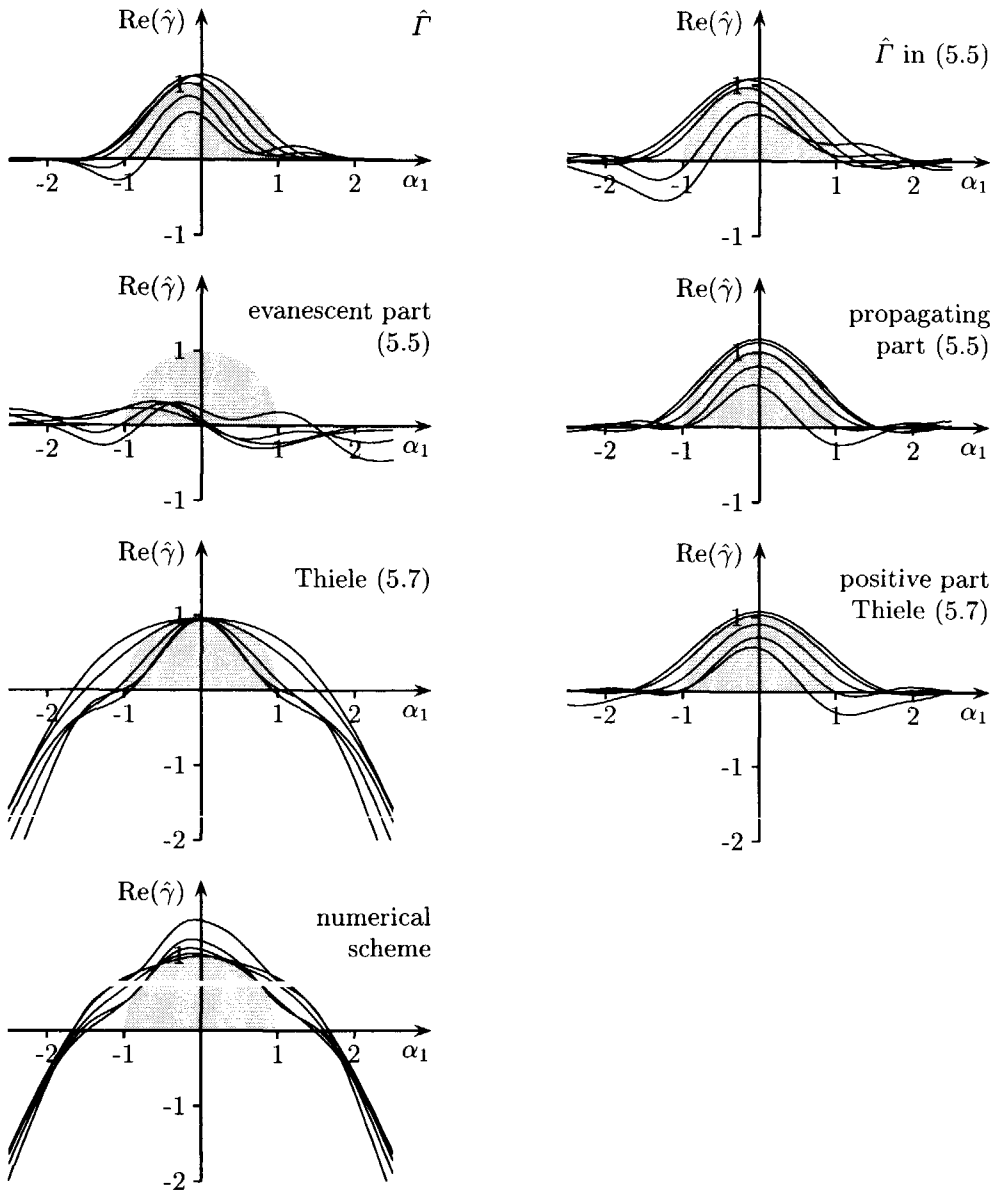 Re(γ̂)
Γ̂
1
-2 -1 1 2 α₁
-1
Re(γ̂)
Γ̂ in (5.5)
1
-2 -1 1 2 α₁
-1
Re(γ̂)
evanescent part
(5.5)
1
-2 -1 1 2 α₁
-1
Re(γ̂)
propagating
part (5.5)
1
-2 -1 1 2 α₁
-1
Re(γ̂)
Thiele (5.7)
1
-2 -1 1 2 α₁
-1
-2
Re(γ̂)
positive part
Thiele (5.7)
1
-2 -1 1 2 α₁
-1
-2
Re(γ̂)
numerical
scheme
1
-2 -1 1 2 α₁
-1
-2